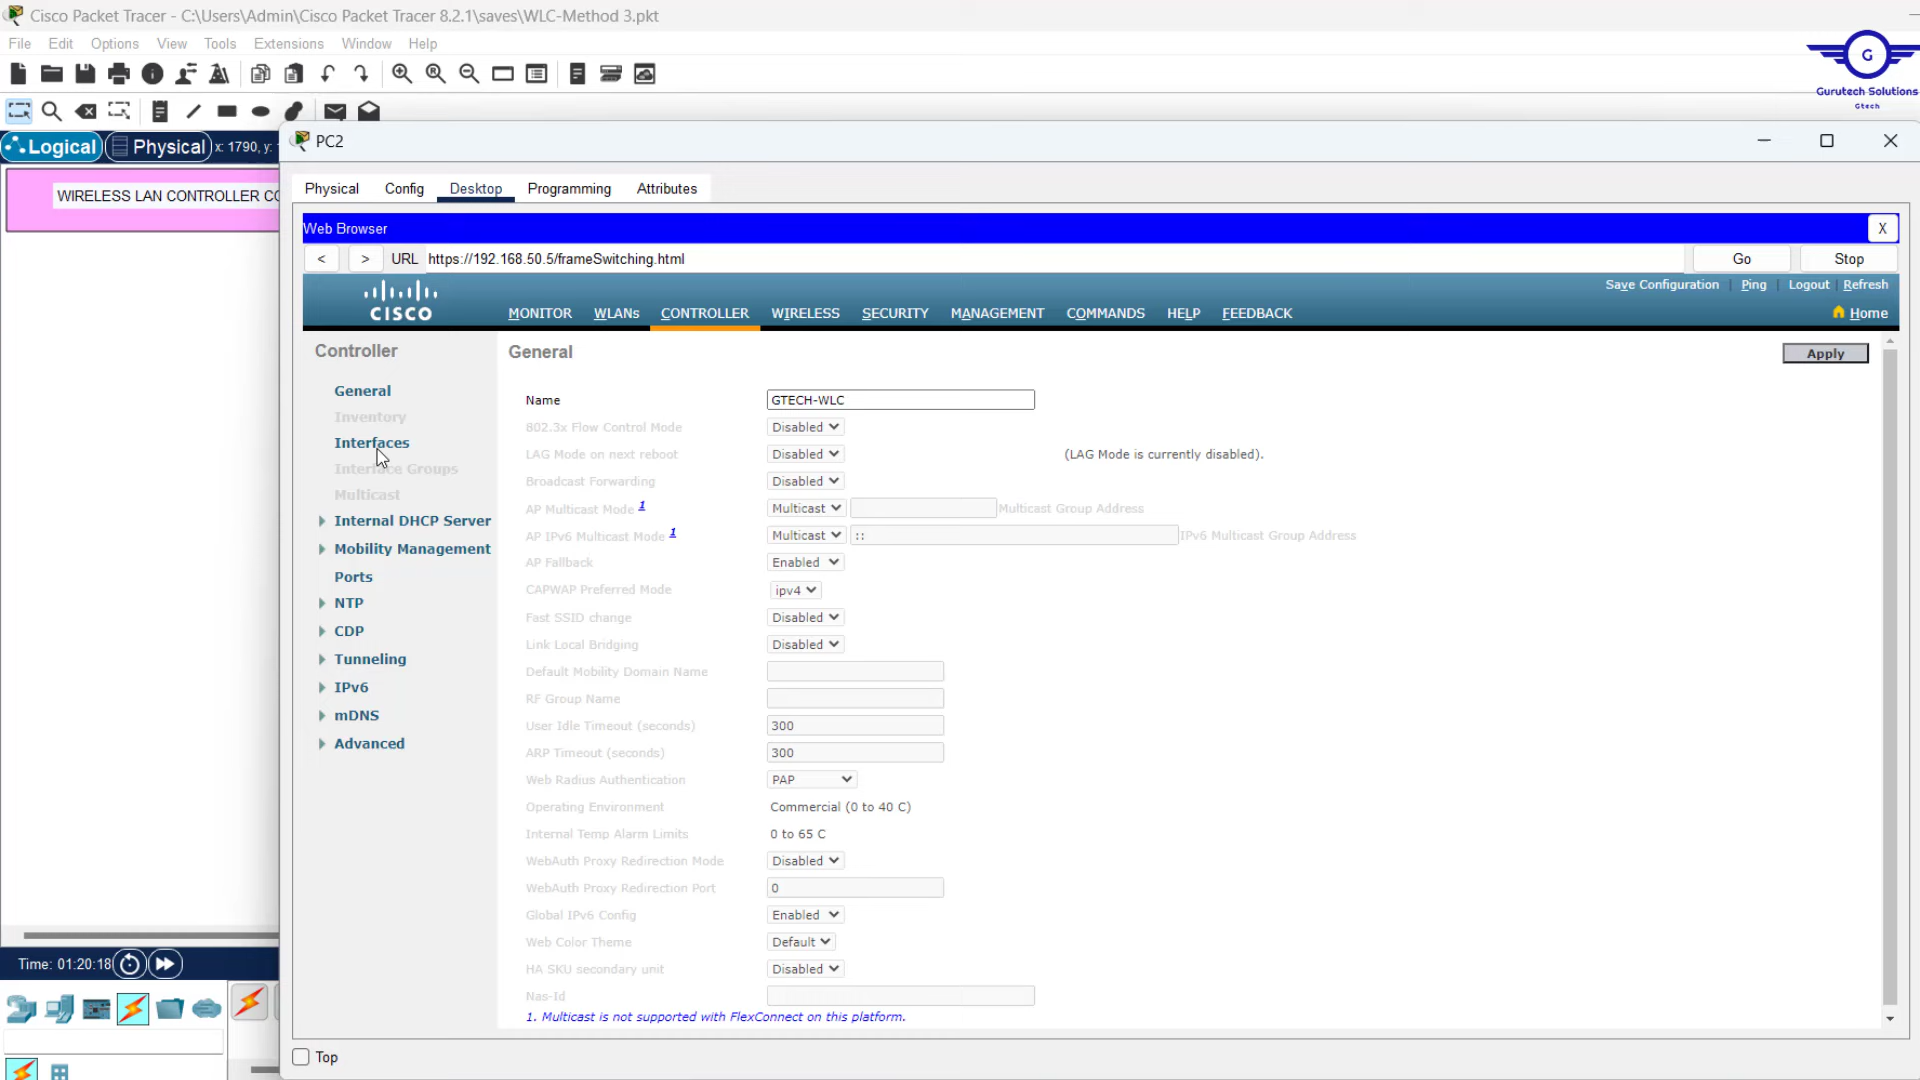 Cisco Packet Tracer - C:\Users\Admin\Cisco Packet Tracer 8.2.1\saves\WLC-Method 3.pkt
File Edit Options View Tools Extensions Window Help
G
Gurutech Solutions
Gtech
Logical Physical x: 1790, y:
PC2
WIRELESS LAN CONTROLLER CO
Physical Config Desktop Programming Attributes
Web Browser X
< > URL https://192.168.50.5/frameSwitching.html Go Stop
Save Configuration | Ping | Logout | Refresh
CISCO MONITOR WLANs CONTROLLER WIRELESS SECURITY MANAGEMENT COMMANDS HELP FEEDBACK Home
Controller
General
Inventory
Interfaces
Interface Groups
Multicast
Internal DHCP Server
Mobility Management
Ports
NTP
CDP
Tunneling
IPv6
mDNS
Advanced
General Apply
Name GTECH-WLC
802.3x Flow Control Mode Disabled
LAG Mode on next reboot Disabled (LAG Mode is currently disabled).
Broadcast Forwarding Disabled
AP Multicast Mode 1 Multicast Multicast Group Address
AP IPv6 Multicast Mode 1 Multicast :: IPv6 Multicast Group Address
AP Fallback Enabled
CAPWAP Preferred Mode ipv4
Fast SSID change Disabled
Link Local Bridging Disabled
Default Mobility Domain Name
RF Group Name
User Idle Timeout (seconds) 300
ARP Timeout (seconds) 300
Web Radius Authentication PAP
Operating Environment Commercial (0 to 40 C)
Internal Temp Alarm Limits 0 to 65 C
WebAuth Proxy Redirection Mode Disabled
WebAuth Proxy Redirection Port 0
Global IPv6 Config Enabled
Web Color Theme Default
HA SKU secondary unit Disabled
Nas-Id
1. Multicast is not supported with FlexConnect on this platform.
Time: 01:20:18
Top